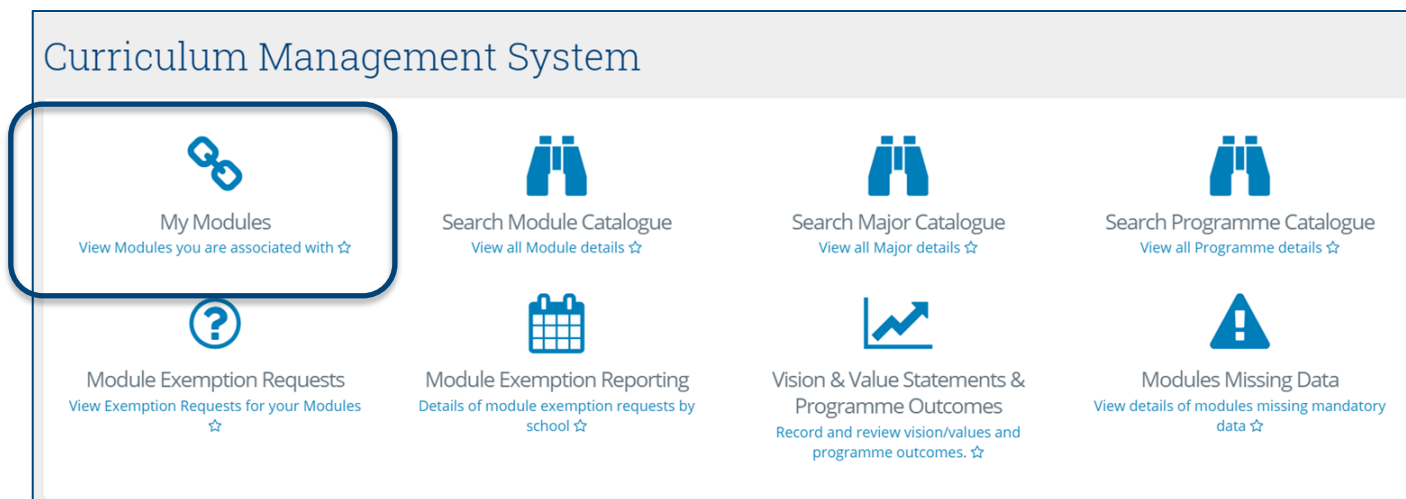 Curriculum Management System
My Modules
View Modules you are associated with ☆
Search Module Catalogue
View all Module details ☆
Search Major Catalogue
View all Major details ☆
Search Programme Catalogue
View all Programme details ☆
Module Exemption Requests
View Exemption Requests for your Modules
☆
Module Exemption Reporting
Details of module exemption requests by
school ☆
Vision & Value Statements &
Programme Outcomes
Record and review vision/values and
programme outcomes. ☆
Modules Missing Data
View details of modules missing mandatory
data ☆